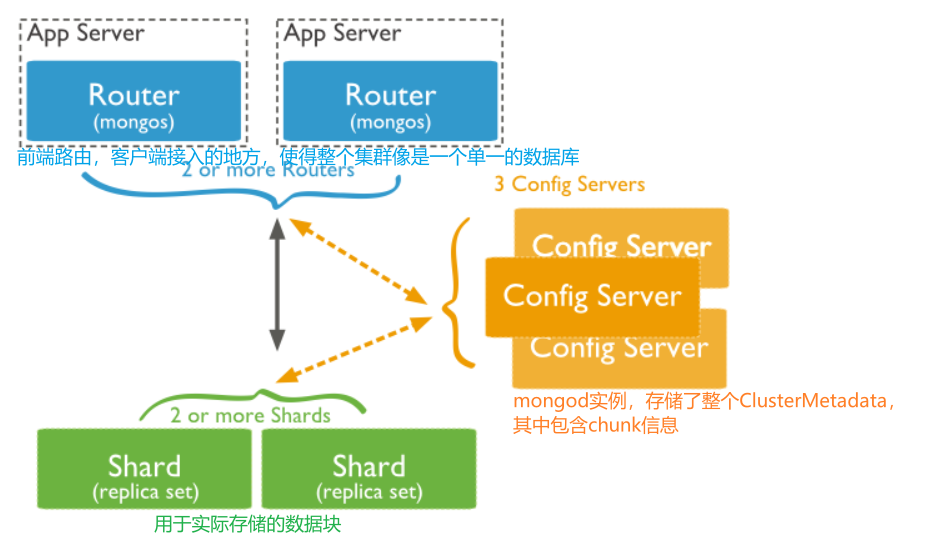 App Server
App Server
Router
(mongos)
Router
(mongos)
前端路由，客户端接入的地方，使得整个集群像是一个单一的数据库
2 or more Routers
3 Config Servers
Config Server
Config Server
Config Server
mongod实例，存储了整个ClusterMetadata，
其中包含chunk信息
2 or more Shards
Shard
(replica set)
Shard
(replica set)
用于实际存储的数据块